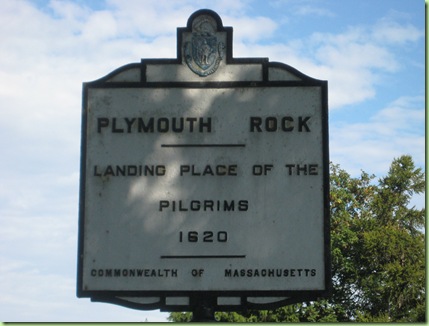 PLYMOUTH ROCK
LANDING PLACE OF THE
PILGRIMS
1620
COMMONWEALTH OF MASSACHUSETTS